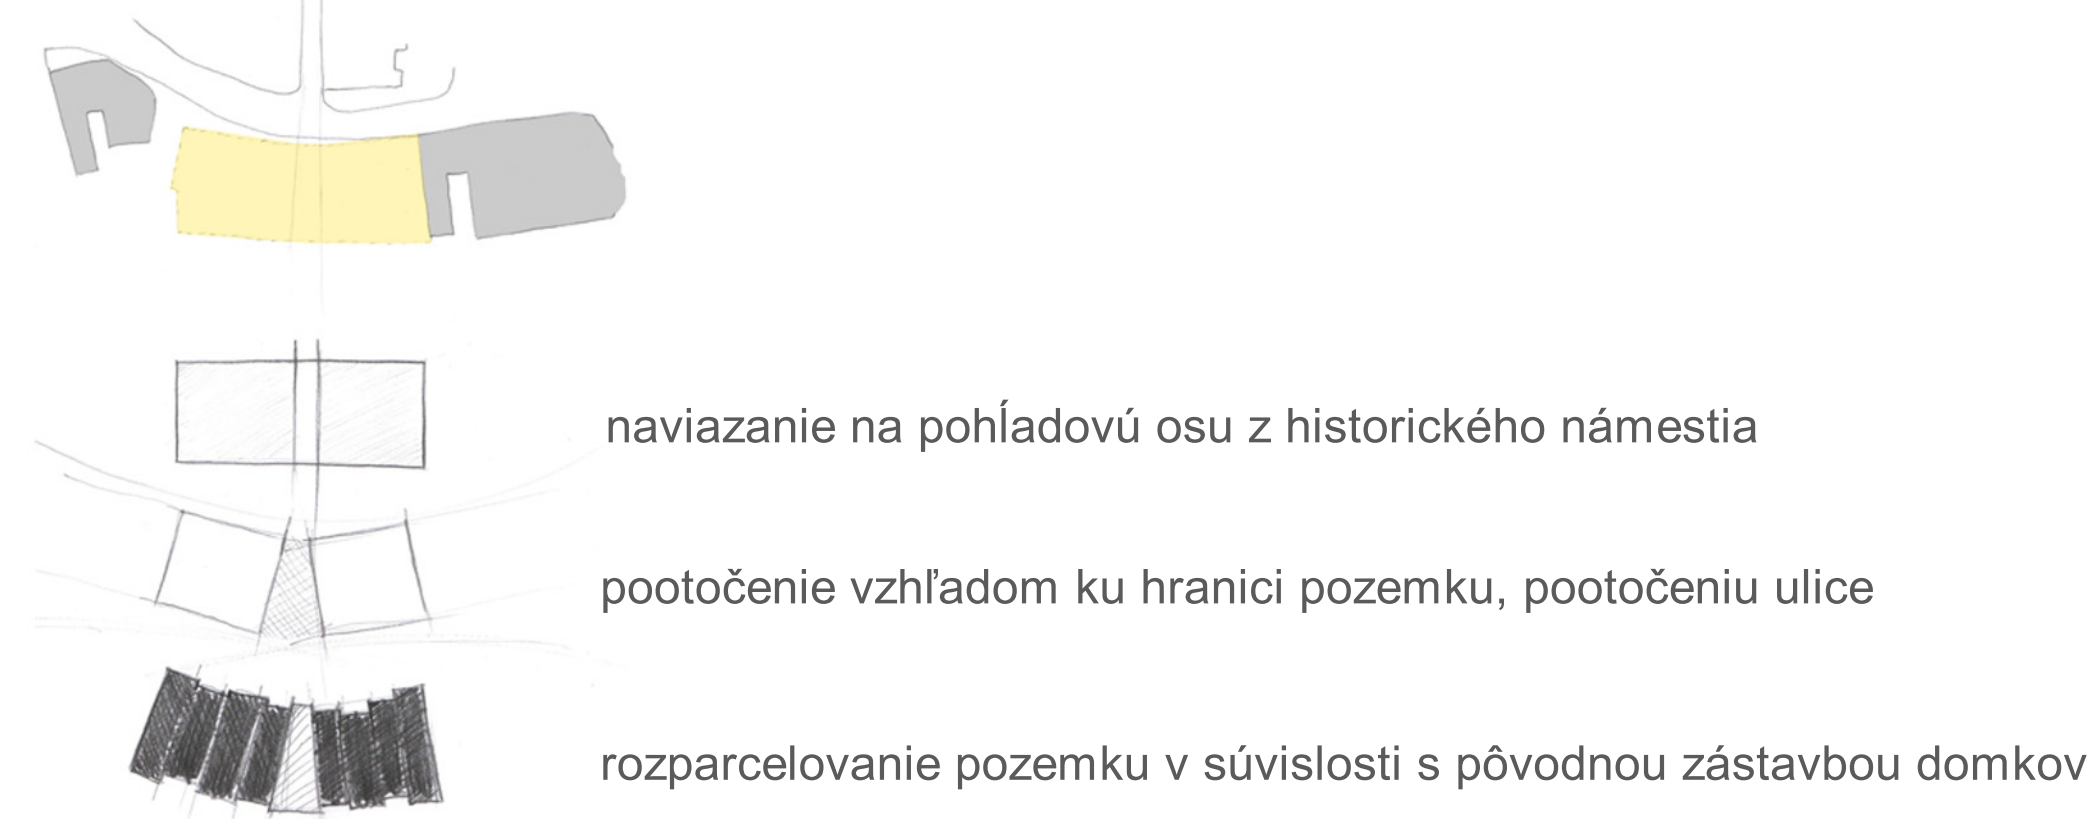 naviazanie na pohĺadovú osu z historického námestia
pootočenie vzhľadom ku hranici pozemku, pootočeniu ulice
rozparcelovanie pozemku v súvislosti s pôvodnou zástavbou domkov